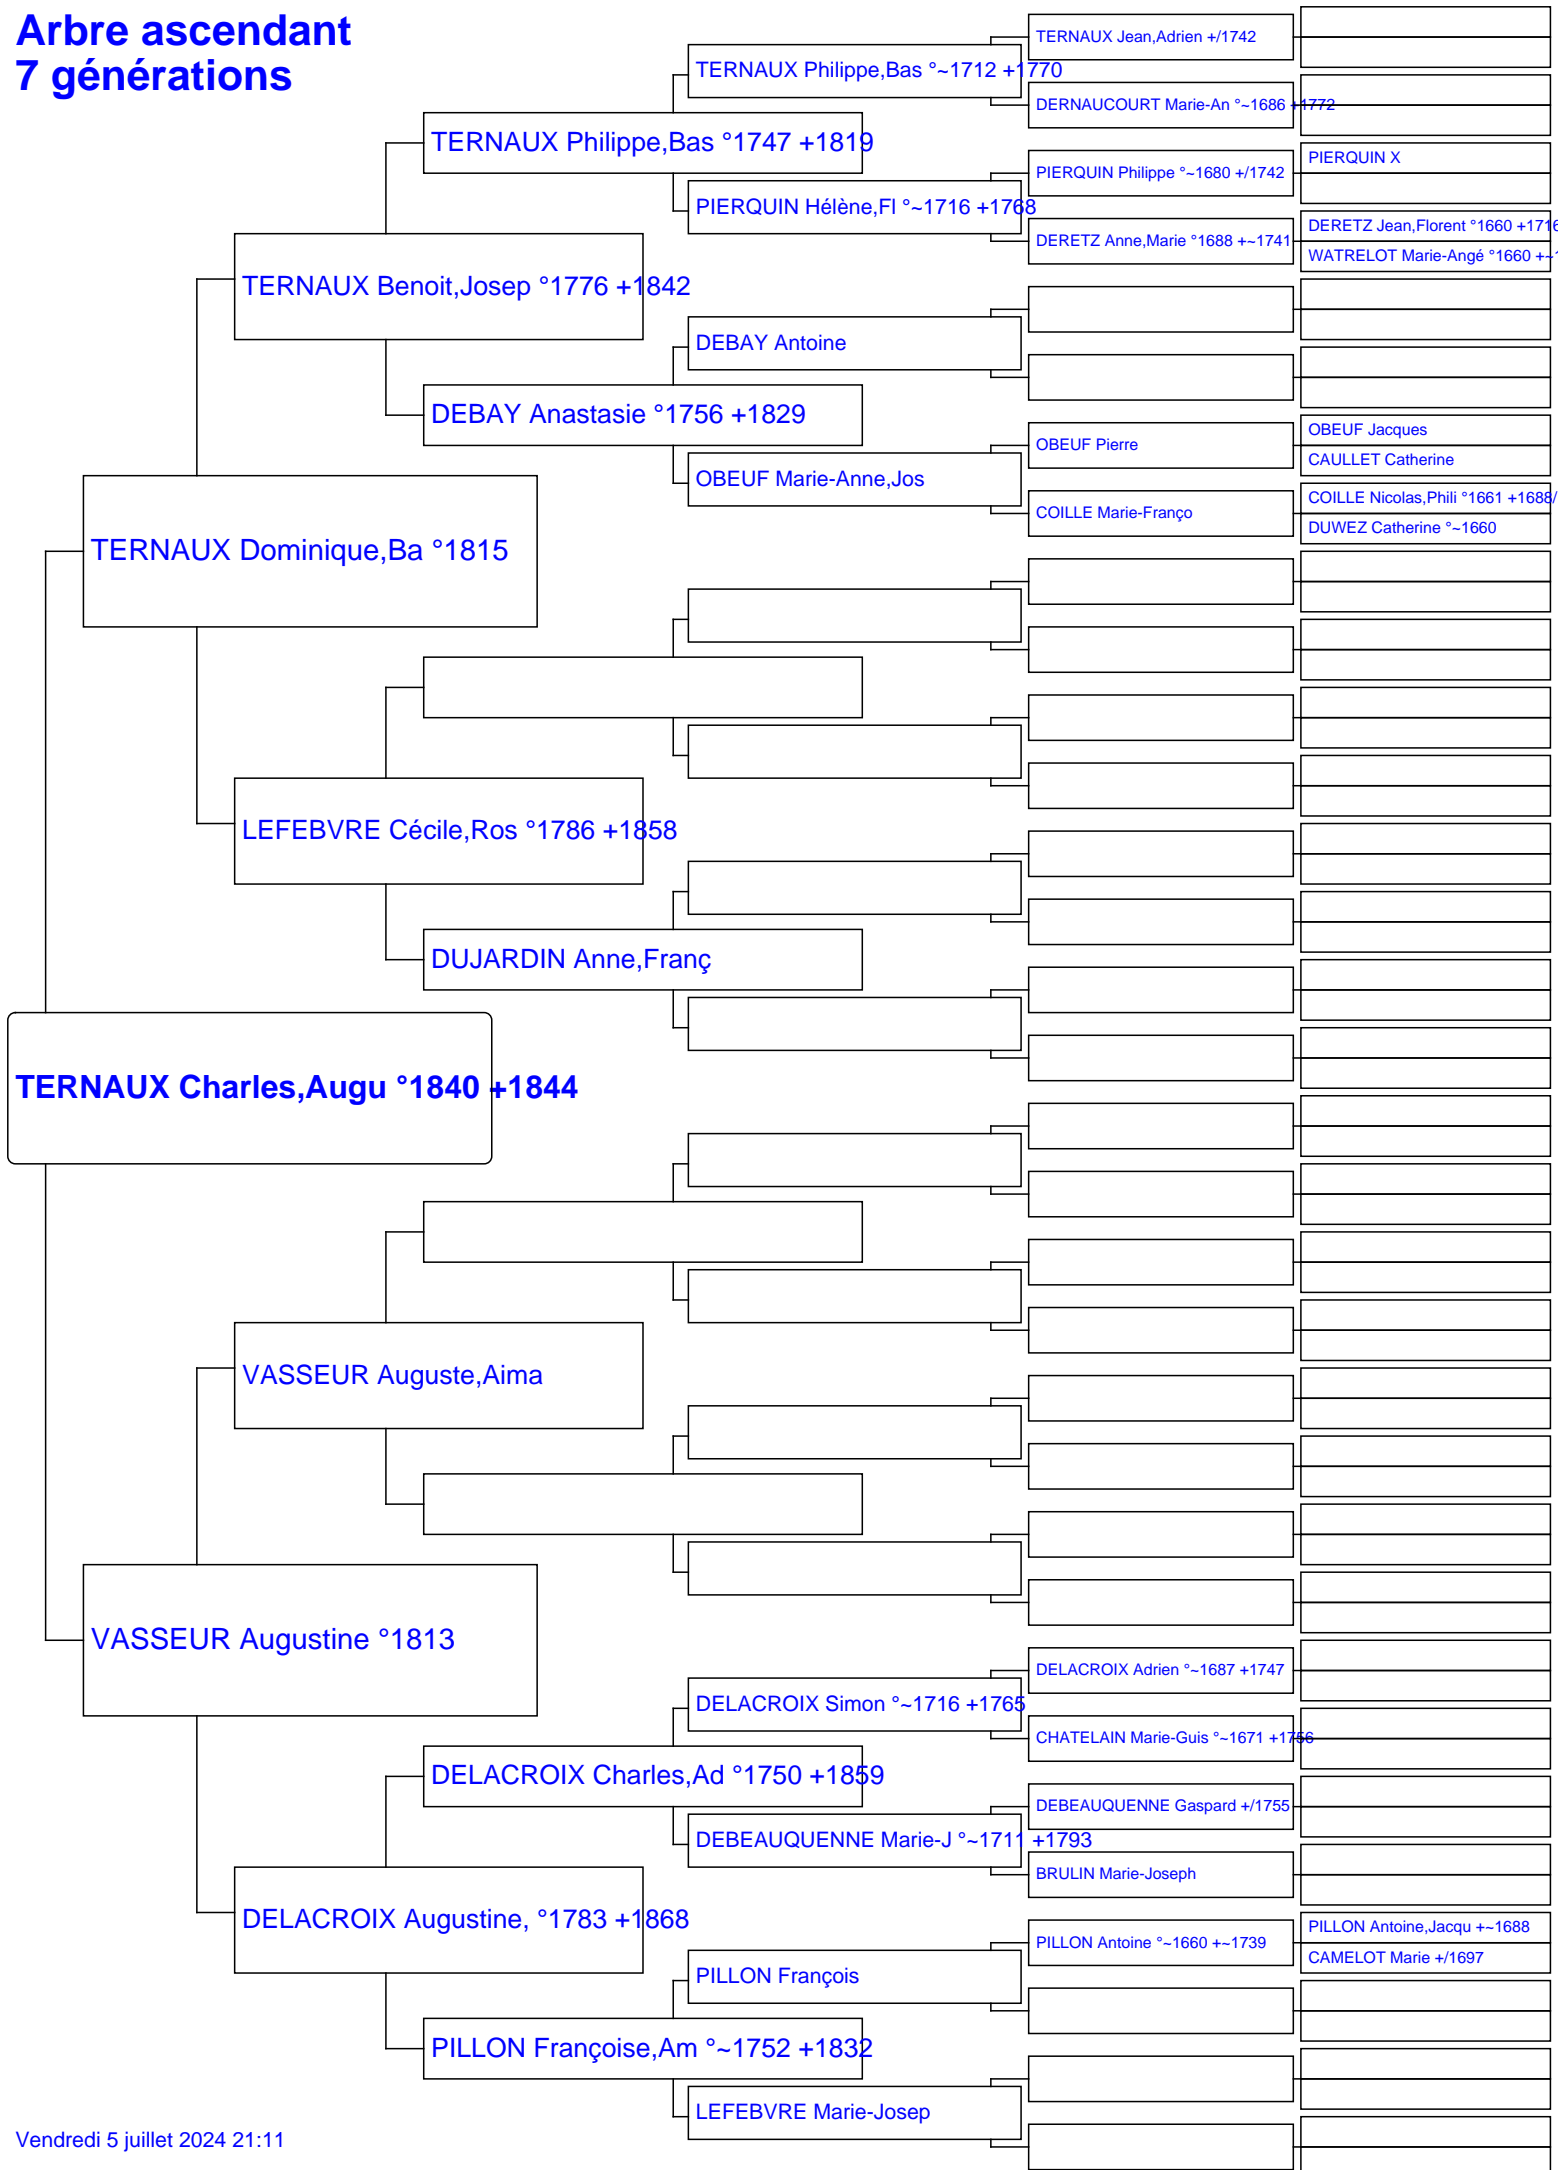 Arbre ascendant
7 générations
TERNAUX Jean,Adrien +/1742
TERNAUX Philippe,Bas °~1712 +1770
DERNAUCOURT Marie-An °~1686 +1772
TERNAUX Philippe,Bas °1747 +1819
PIERQUIN X
PIERQUIN Philippe °~1680 +/1742
PIERQUIN Hélène,Fl °~1716 +1768
DERETZ Jean,Florent °1660 +1716
DERETZ Anne,Marie °1688 +~1741
WATRELOT Marie-Angé °1660 +~1
TERNAUX Benoit,Josep °1776 +1842
DEBAY Antoine
DEBAY Anastasie °1756 +1829
OBEUF Jacques
OBEUF Pierre
CAULLET Catherine
OBEUF Marie-Anne,Jos
COILLE Nicolas,Phili °1661 +1688/
COILLE Marie-Franço
DUWEZ Catherine °~1660
TERNAUX Dominique,Ba °1815
LEFEBVRE Cécile,Ros °1786 +1858
DUJARDIN Anne,Franç
TERNAUX Charles,Augu °1840 +1844
VASSEUR Auguste,Aima
VASSEUR Augustine °1813
DELACROIX Adrien °~1687 +1747
DELACROIX Simon °~1716 +1765
CHATELAIN Marie-Guis °~1671 +1756
DELACROIX Charles,Ad °1750 +1859
DEBEAUQUENNE Gaspard +/1755
DEBEAUQUENNE Marie-J °~1711 +1793
BRULIN Marie-Joseph
DELACROIX Augustine, °1783 +1868
PILLON Antoine,Jacqu +~1688
PILLON Antoine °~1660 +~1739
CAMELOT Marie +/1697
PILLON François
PILLON Françoise,Am °~1752 +1832
LEFEBVRE Marie-Josep
Vendredi 5 juillet 2024 21:11